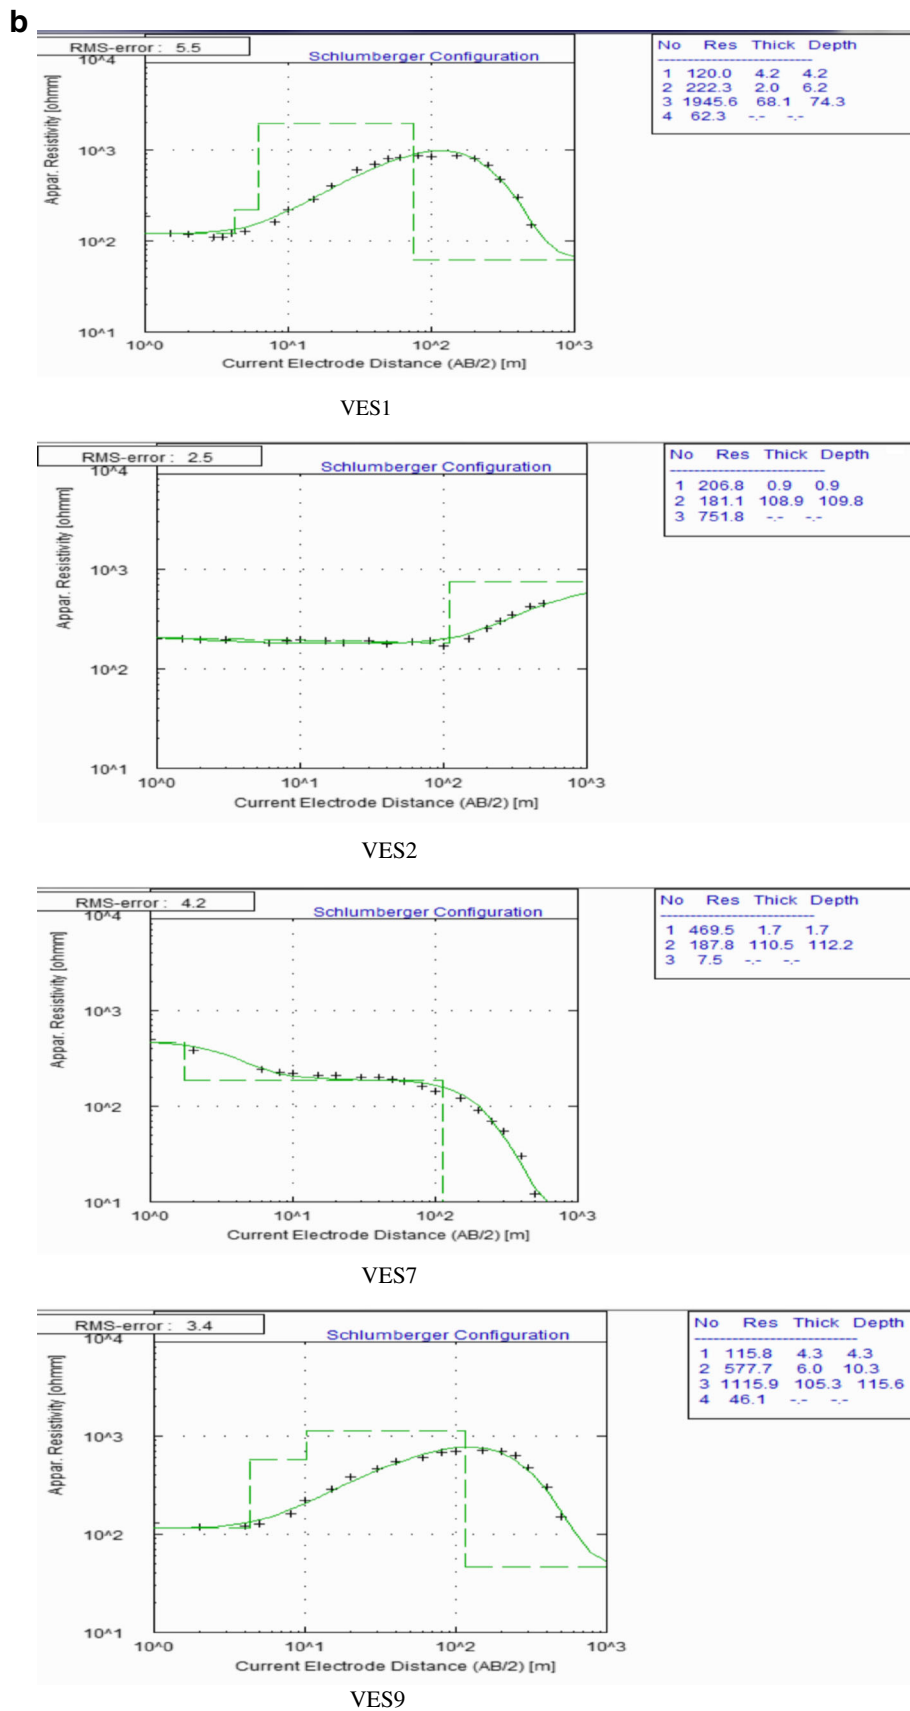 b
RMS-error : 5.5
Schlumberger Configuration
10^4
10^3
10^2
10^1
Appar. Resistivity [ohmm]
10^0 10^1 10^2 10^3
Current Electrode Distance (AB/2) [m]
No Res Thick Depth
1 120.0 4.2 4.2
2 222.3 2.0 6.2
3 1945.6 68.1 74.3
4 62.3 -.- -.-
VES1
RMS-error : 2.5
Schlumberger Configuration
10^4
10^3
10^2
10^1
Appar. Resistivity [ohmm]
10^0 10^1 10^2 10^3
Current Electrode Distance (AB/2) [m]
No Res Thick Depth
1 206.8 0.9 0.9
2 181.1 108.9 109.8
3 751.8 -.- -.-
VES2
RMS-error : 4.2
Schlumberger Configuration
10^4
10^3
10^2
10^1
Appar. Resistivity [ohmm]
10^0 10^1 10^2 10^3
Current Electrode Distance (AB/2) [m]
No Res Thick Depth
1 469.5 1.7 1.7
2 187.8 110.5 112.2
3 7.5 -.- -.-
VES7
RMS-error : 3.4
Schlumberger Configuration
10^4
10^3
10^2
10^1
Appar. Resistivity [ohmm]
10^0 10^1 10^2 10^3
Current Electrode Distance (AB/2) [m]
No Res Thick Depth
1 115.8 4.3 4.3
2 577.7 6.0 10.3
3 1115.9 105.3 115.6
4 46.1 -.- -.-
VES9